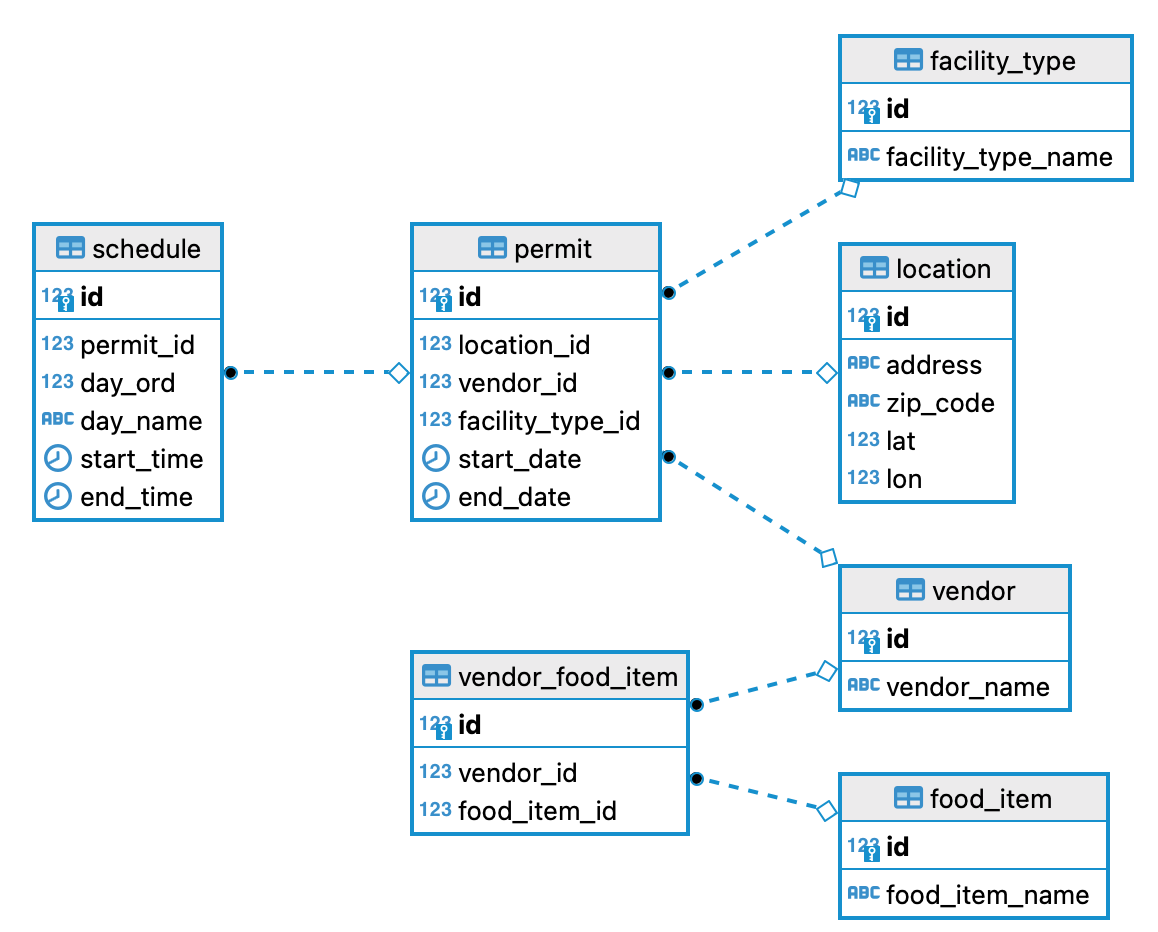 facility_type
123 id
ABC facility_type_name
schedule
123 id
123 permit_id
123 day_ord
ABC day_name
start_time
end_time
permit
123 id
123 location_id
123 vendor_id
123 facility_type_id
start_date
end_date
location
123 id
ABC address
ABC zip_code
123 lat
123 lon
vendor
123 id
ABC vendor_name
vendor_food_item
123 id
123 vendor_id
123 food_item_id
food_item
123 id
ABC food_item_name